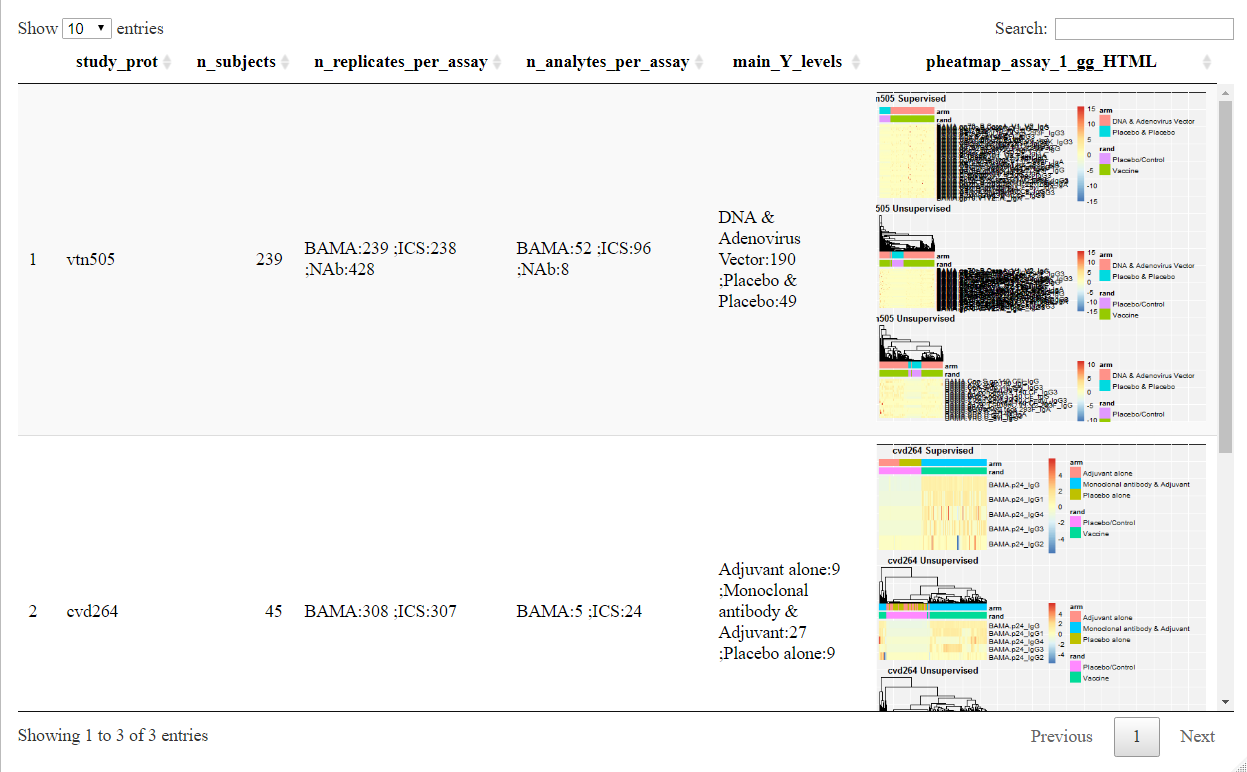 Show 10 entries
Search:
study_prot n_subjects n_replicates_per_assay n_analytes_per_assay main_Y_levels pheatmap_assay_1_gg_HTML
1 vtn505 239
BAMA:239 ;ICS:238
;NAb:428
BAMA:52 ;ICS:96
;NAb:8
DNA &
Adenovirus
Vector:190
;Placebo &
Placebo:49
n505 Supervised
arm
rand
15
10
5
0
-5
-10
-15
arm
DNA & Adenovirus Vector
Placebo & Placebo
rand
Placebo/Control
Vaccine
505 Unsupervised
arm
rand
15
10
5
0
-5
-10
-15
arm
DNA & Adenovirus Vector
Placebo & Placebo
rand
Placebo/Control
Vaccine
n505 Unsupervised
arm
rand
10
5
0
-5
-10
arm
DNA & Adenovirus Vector
Placebo & Placebo
rand
Placebo/Control
2 cvd264 45 BAMA:308 ;ICS:307 BAMA:5 ;ICS:24
Adjuvant alone:9
;Monoclonal
antibody &
Adjuvant:27
;Placebo alone:9
cvd264 Supervised
arm
rand
BAMA.p24_IgG
BAMA.p24_IgG1
BAMA.p24_IgG4
BAMA.p24_IgG3
BAMA.p24_IgG2
4
2
0
-2
-4
arm
Adjuvant alone
Monoclonal antibody & Adjuvant
Placebo alone
rand
Placebo/Control
Vaccine
cvd264 Unsupervised
arm
rand
BAMA.p24_IgG
BAMA.p24_IgG1
BAMA.p24_IgG4
BAMA.p24_IgG3
BAMA.p24_IgG2
4
2
0
-2
-4
arm
Adjuvant alone
Monoclonal antibody & Adjuvant
Placebo alone
rand
Placebo/Control
Vaccine
cvd264 Unsupervised
Showing 1 to 3 of 3 entries
Previous 1 Next